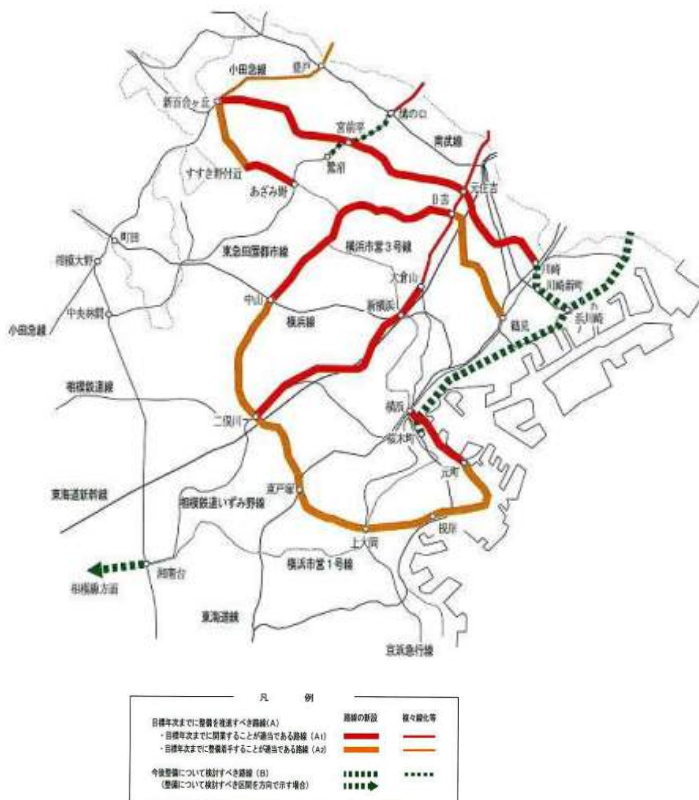 小田急線
登戸
新百合ヶ丘
溝の口
宮前平
南武線
鷺沼
すすき野付近
あざみ野
元住吉
日吉
町田
東急田園都市線
横浜市営3号線
相模大野
大倉山
川崎
川崎新町
浜川崎
中央林間
中山
新横浜
鶴見
小田急線
横浜線
相模鉄道線
横浜
二俣川
桜木町
元町
東海道新幹線
東戸塚
相模鉄道いずみ野線
根岸
上大岡
湘南台
横浜市営1号線
相模線方面
東海道線
京浜急行線
凡 例
目標年次までに整備を推進すべき路線(A) 路線の新設 複々線化等
・目標年次までに開業することが適当である路線 (A1)
・目標年次までに整備着手することが適当である路線 (A2)
今後整備について検討すべき路線 (B)
(整備について検討すべき区間を方向で示す場合)